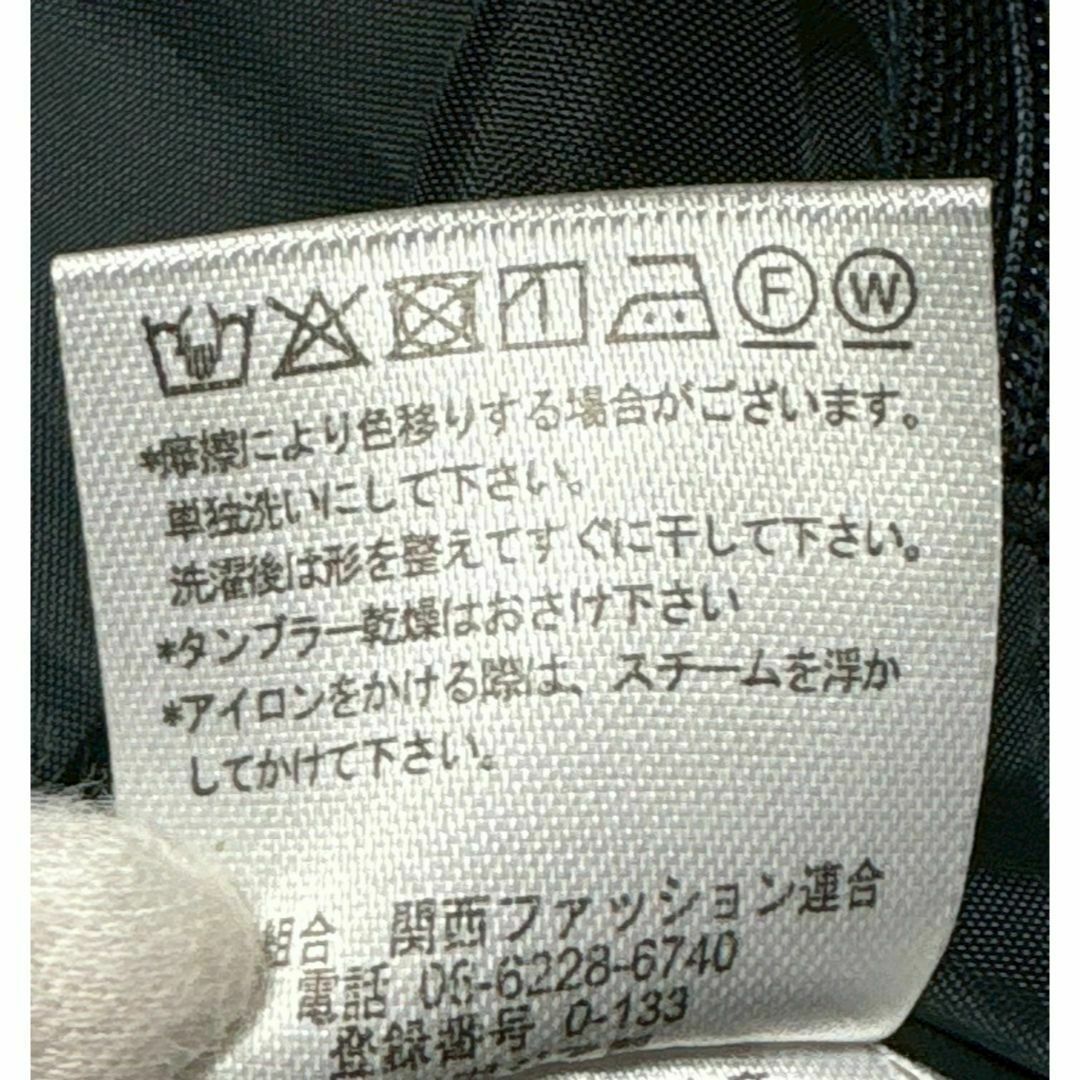 F W
*摩擦により色移りする場合がございます。
単独洗いにして下さい。
洗濯後は形を整えてすぐに干して下さい。
*タンブラー乾燥はおさけ下さい
*アイロンをかける際は、スチームを浮か
してかけて下さい。
組合 関西ファッション連合
電話 06-6228-6740
登録番号 0-133